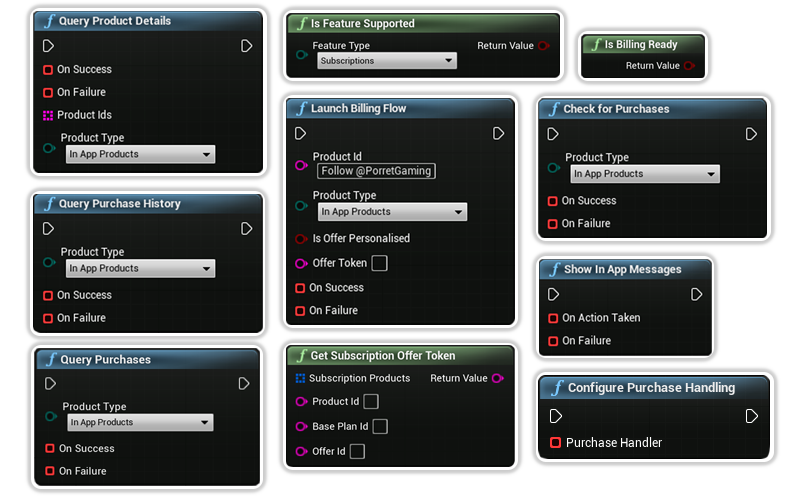 Query Product Details
On Success
On Failure
Product Ids
Product Type
In App Products
Query Purchase History
Product Type
In App Products
On Success
On Failure
Query Purchases
Product Type
In App Products
On Success
On Failure
Is Feature Supported
Feature Type Return Value
Subscriptions
Launch Billing Flow
Product Id
Follow @PorretGaming
Product Type
In App Products
Is Offer Personalised
Offer Token
On Success
On Failure
Get Subscription Offer Token
Subscription Products Return Value
Product Id
Base Plan Id
Offer Id
Is Billing Ready
Return Value
Check for Purchases
Product Type
In App Products
On Success
On Failure
Show In App Messages
On Action Taken
On Failure
Configure Purchase Handling
Purchase Handler